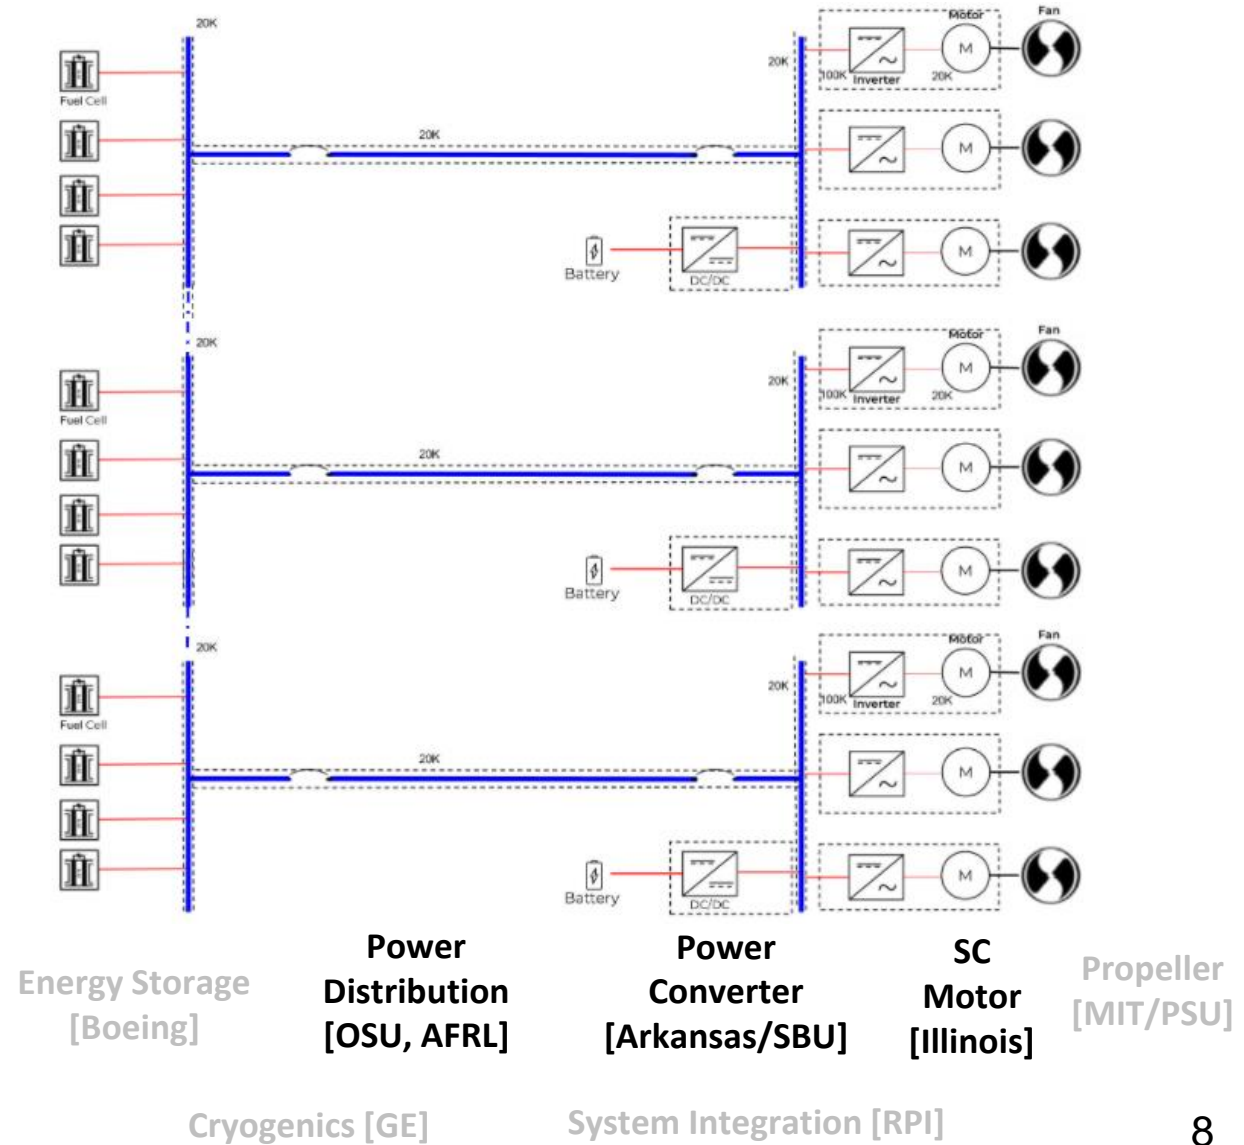 20K
Motor
Fan
20K
M
100K
Inverter
20K
Fuel Cell
20K
M
M
Battery
DC/DC
20K
Motor
Fan
20K
M
100K
Inverter
20K
Fuel Cell
20K
M
M
Battery
DC/DC
20K
Motor
Fan
20K
M
100K
Inverter
20K
Fuel Cell
20K
M
M
Battery
DC/DC
Energy Storage
[Boeing]
Power
Distribution
[OSU, AFRL]
Power
Converter
[Arkansas/SBU]
SC
Motor
[Illinois]
Propeller
[MIT/PSU]
Cryogenics [GE]
System Integration [RPI]
8